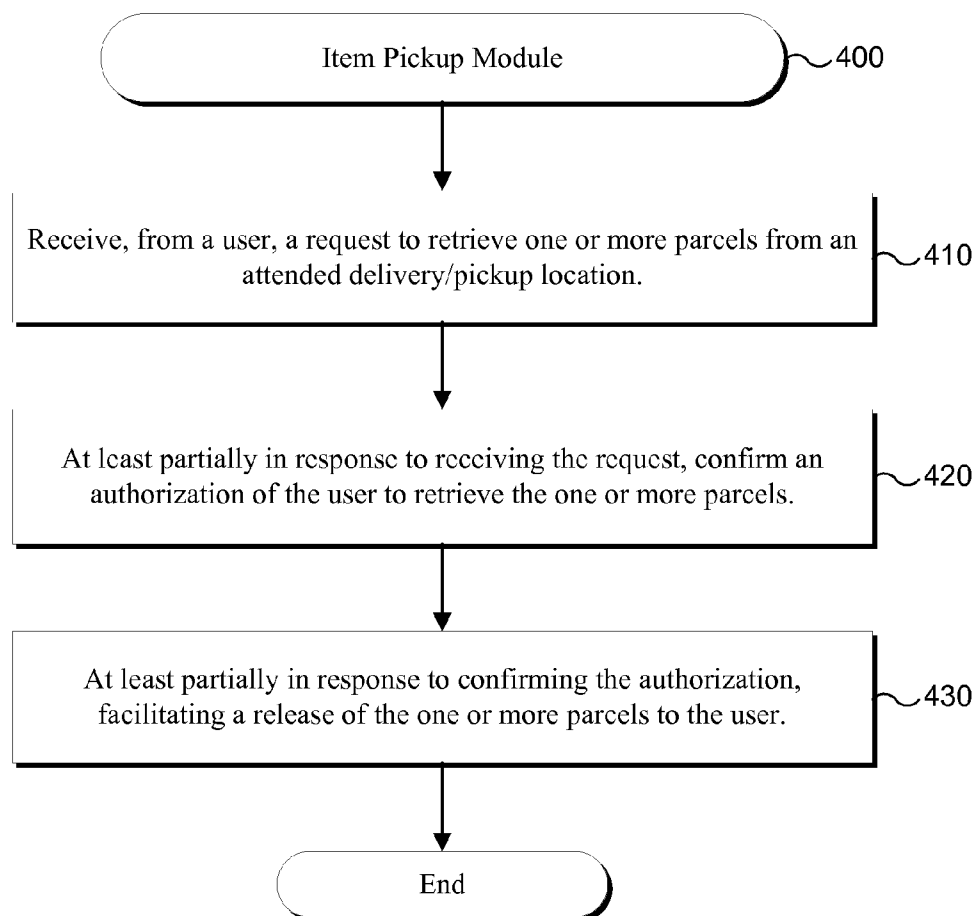 Item Pickup Module
400
Receive, from a user, a request to retrieve one or more parcels from an
attended delivery/pickup location.
410
At least partially in response to receiving the request, confirm an
authorization of the user to retrieve the one or more parcels.
420
At least partially in response to confirming the authorization,
facilitating a release of the one or more parcels to the user.
430
End